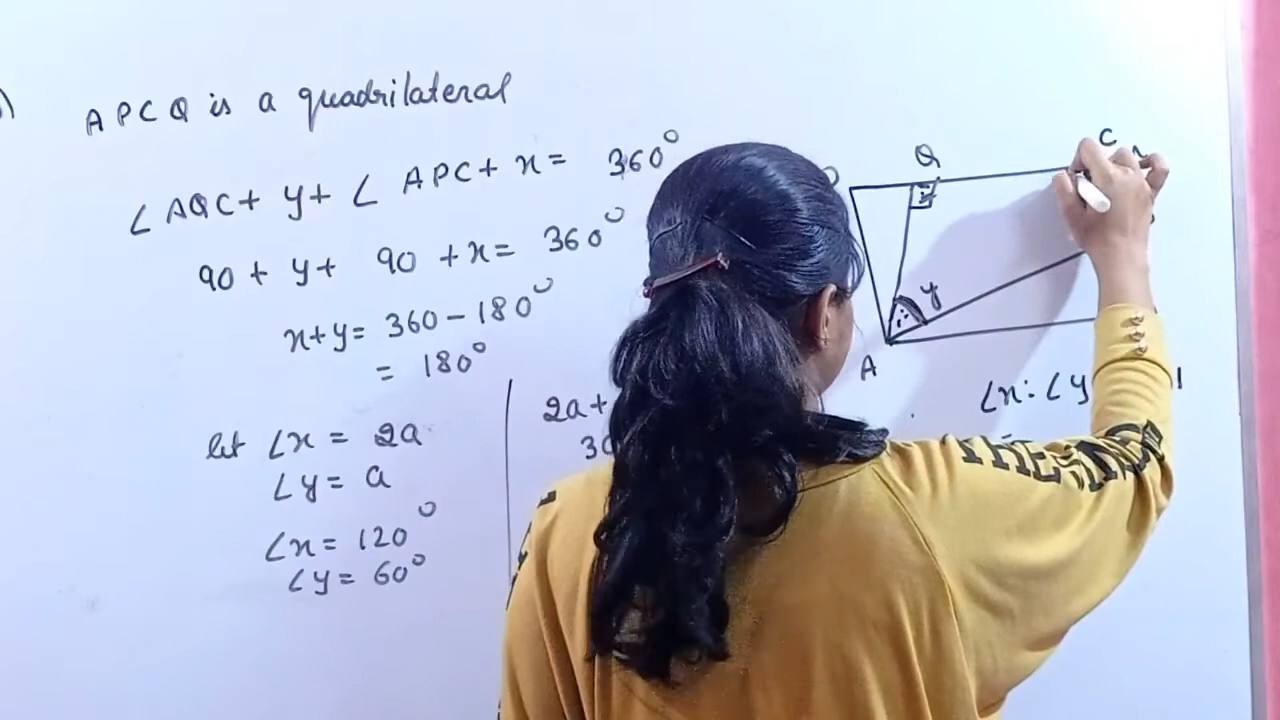 APCQ is a quadrilateral
∠AQC + y + ∠APC + x = 360°
90 + y + 90 + x = 360°
x+y = 360 - 180°
= 180°
let ∠x = 2a
∠y = a
∠x = 120°
∠y = 60°
2a+
Q
C
y
A
∠x : ∠y